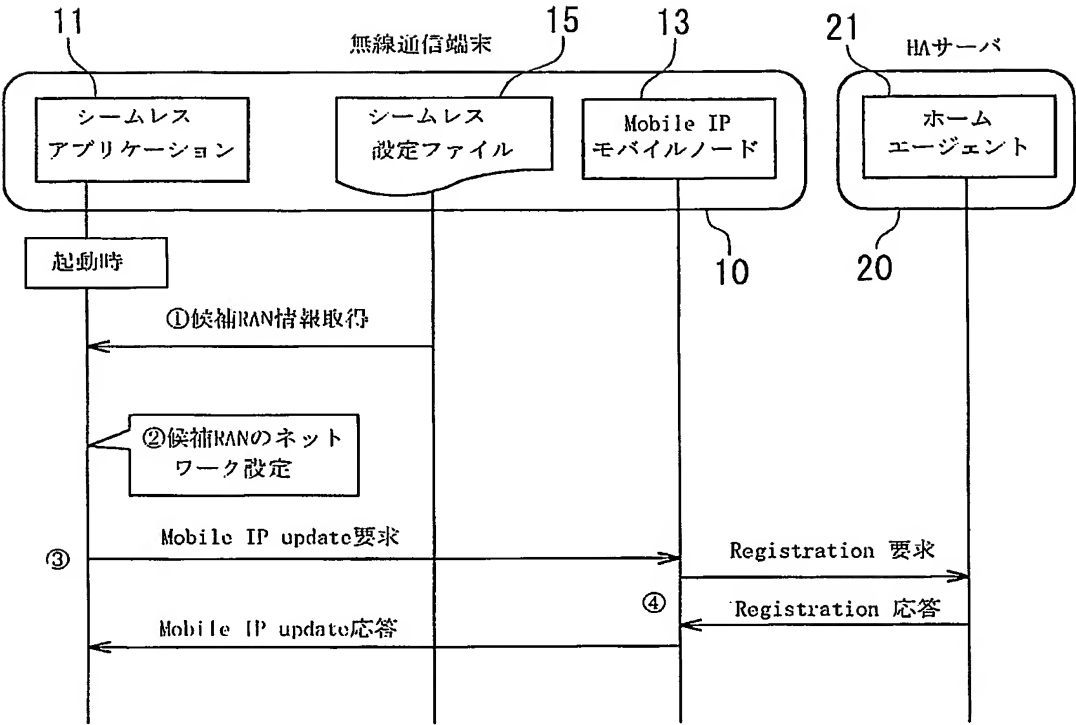 11
無線通信端末
15
13
21
HAサーバ
シームレス
アプリケーション
シームレス
設定ファイル
Mobile IP
モバイルノード
ホーム
エージェント
起動時
10
20
①候補RAN情報取得
②候補RANのネット
ワーク設定
③
Mobile IP update要求
Registration 要求
④
Registration 応答
Mobile IP update応答